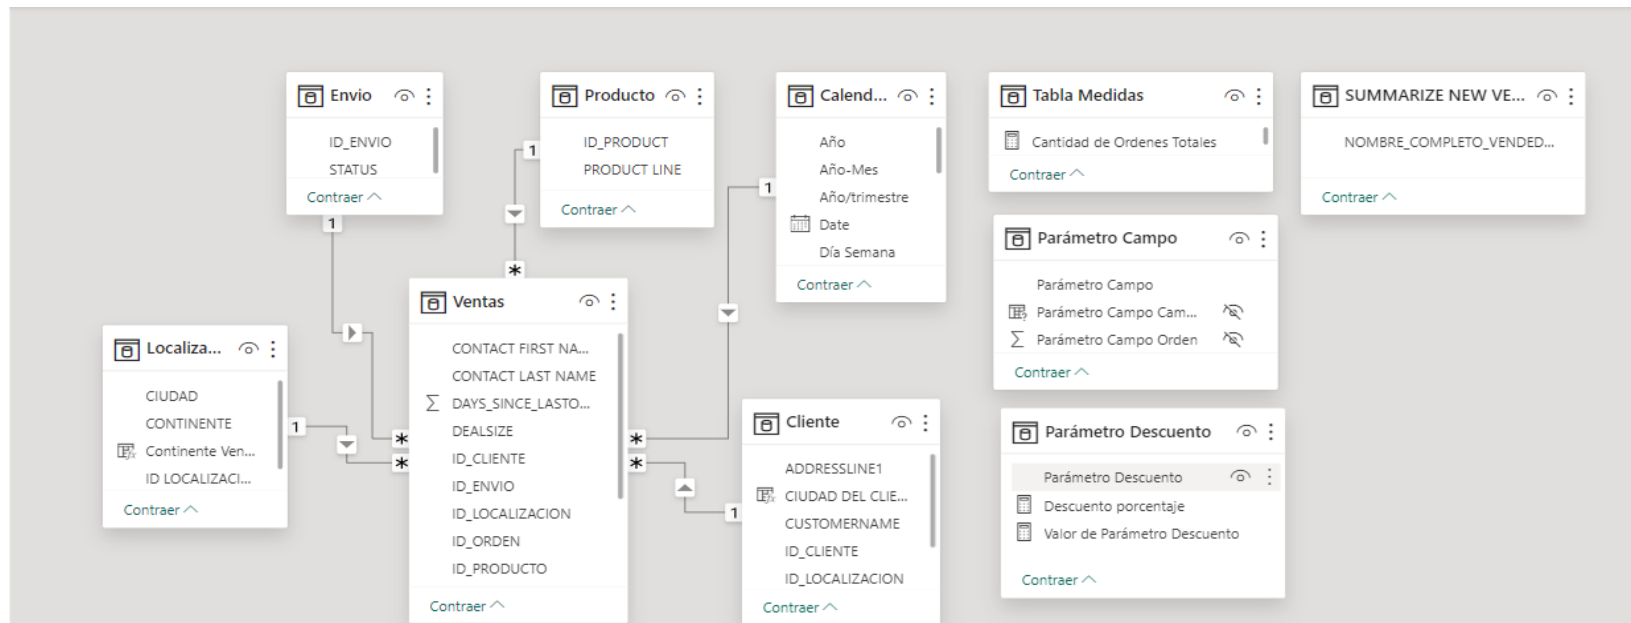 Envio
ID_ENVIO
STATUS
Contraer
1
Producto
ID_PRODUCT
PRODUCT LINE
Contraer
1
*
Calend...
Año
Año-Mes
Año/trimestre
Date
Día Semana
Contraer
1
Tabla Medidas
Cantidad de Ordenes Totales
Contraer
SUMMARIZE NEW VE...
NOMBRE_COMPLETO_VENDED...
Contraer
Parámetro Campo
Parámetro Campo
Parámetro Campo Cam...
Parámetro Campo Orden
Contraer
Localiza...
CIUDAD
CONTINENTE
Continente Ven...
ID LOCALIZACI...
Contraer
1
Ventas
CONTACT FIRST NA...
CONTACT LAST NAME
∑ DAYS_SINCE_LASTO...
DEALSIZE
ID_CLIENTE
ID_ENVIO
ID_LOCALIZACION
ID_ORDEN
ID_PRODUCTO
Contraer
*
*
*
*
Cliente
ADDRESSLINE1
CIUDAD DEL CLIE...
CUSTOMERNAME
ID_CLIENTE
ID_LOCALIZACION
Contraer
1
Parámetro Descuento
Parámetro Descuento
Descuento porcentaje
Valor de Parámetro Descuento
Contraer